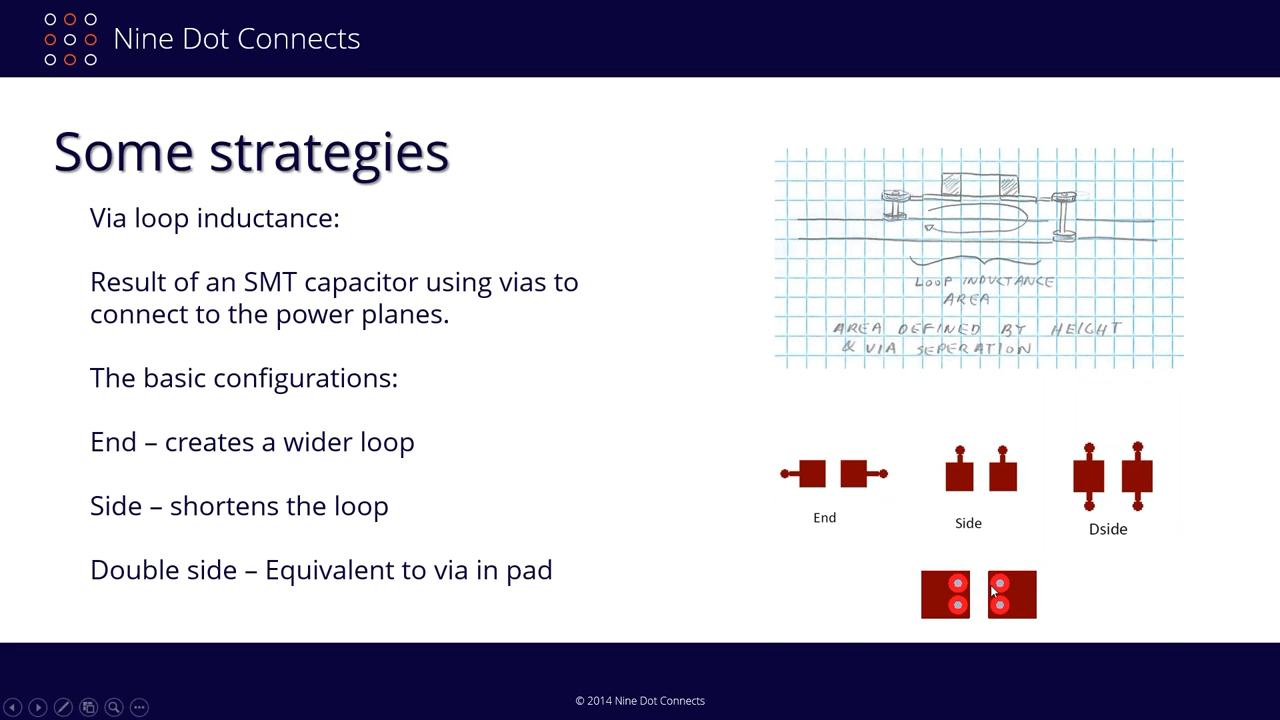 Nine Dot Connects
Some strategies
Via loop inductance:
Result of an SMT capacitor using vias to
connect to the power planes.
The basic configurations:
End – creates a wider loop
Side – shortens the loop
Double side – Equivalent to via in pad
LOOP INDUCTANCE
AREA
AREA DEFINED BY HEIGHT
& VIA SEPERATION
End
Side
Dside
© 2014 Nine Dot Connects